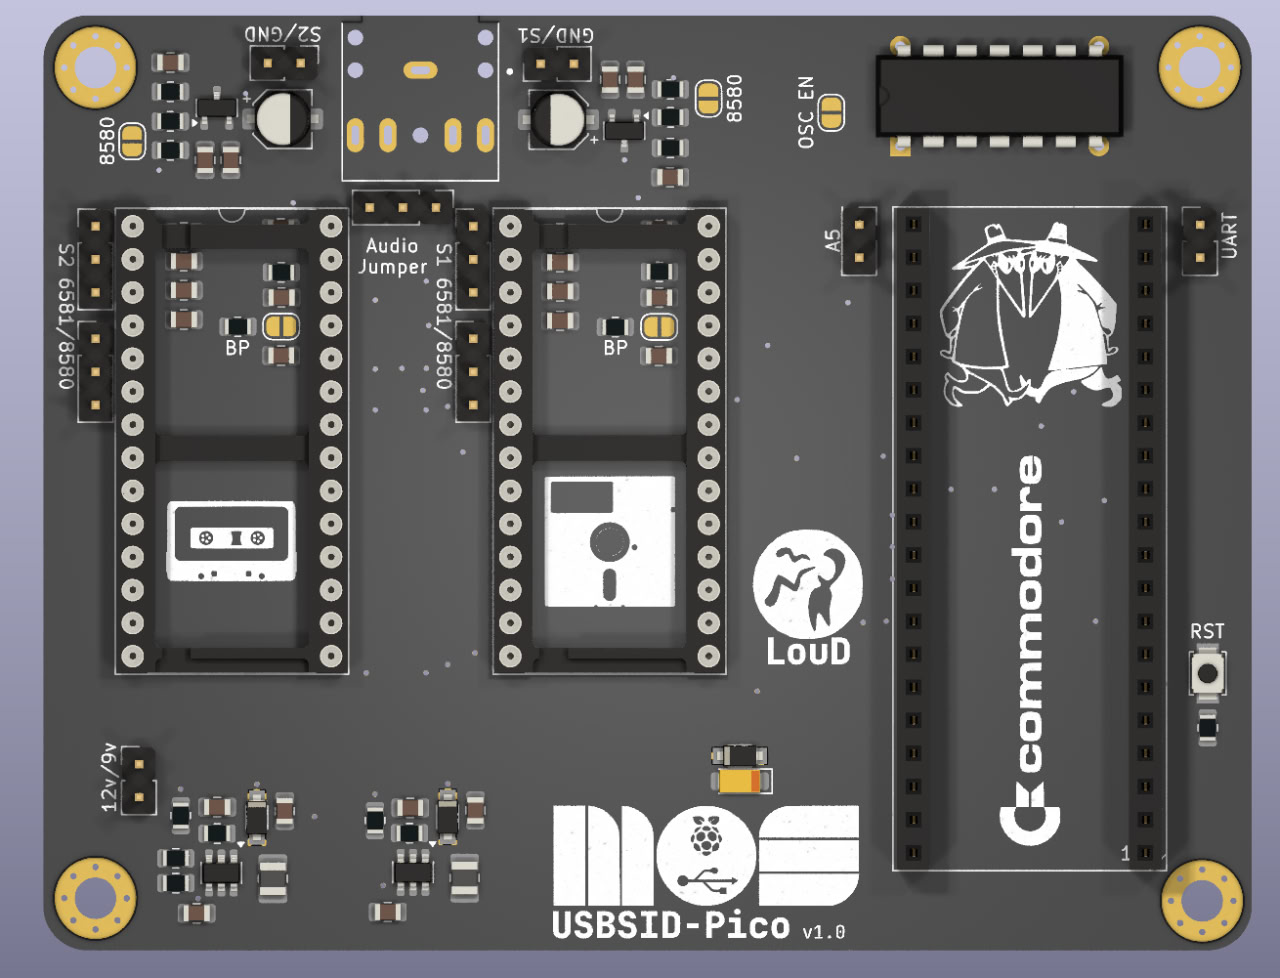 S2/GND
GND/S1
8580
8580
OSC EN
S2 6581/8580
Audio
Jumper
S1 6581/8580
A5
UART
BP
BP
commodore
LouD
RST
12v/9v
1
MOS
USBSID-Pico v1.0